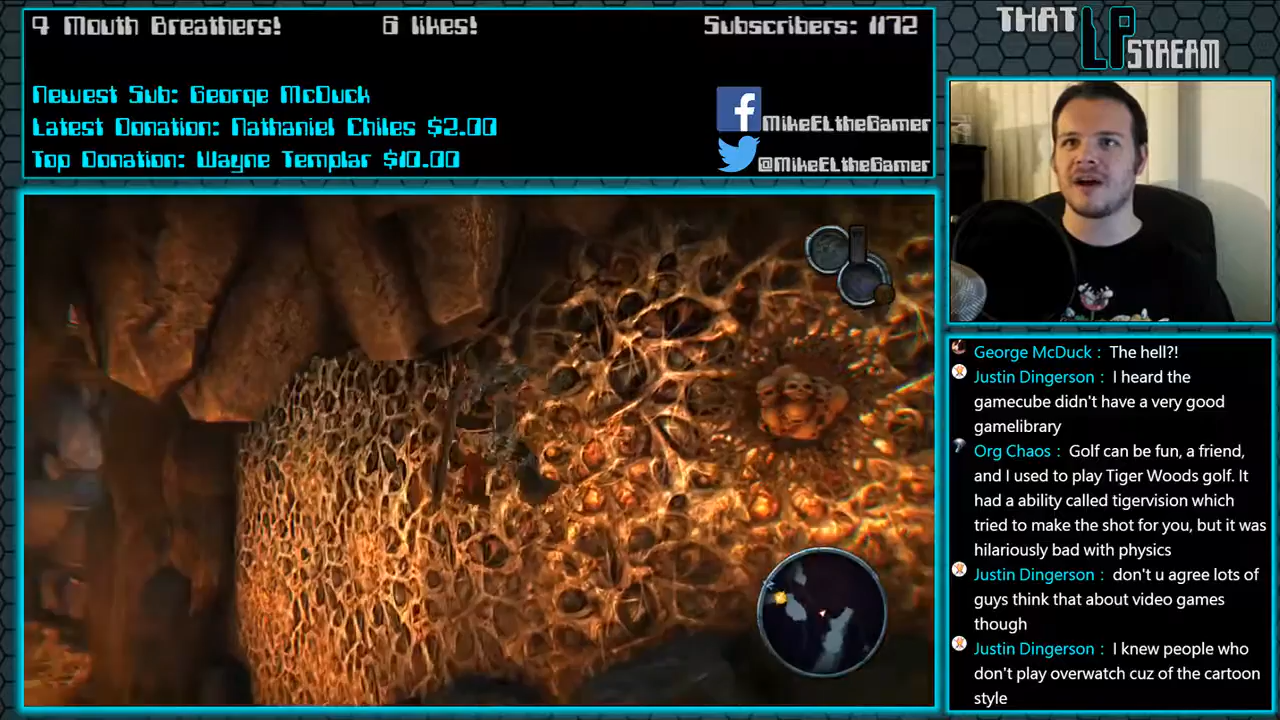 9 Mouth Breathers!
6 likes!
Subscribers: 1172
THAT LP STREAM
Newest Sub: George McDuck
Latest Donation: Nathaniel Chiles $2.00
Top Donation: Wayne Templar $10.00
MikeELtheGamer
@MikeELtheGamer
George McDuck : The hell?!
Justin Dingerson : I heard the
gamecube didn't have a very good
gamelibrary
Org Chaos : Golf can be fun, a friend,
and I used to play Tiger Woods golf. It
had a ability called tigervision which
tried to make the shot for you, but it was
hilariously bad with physics
Justin Dingerson : don't u agree lots of
guys think that about video games
though
Justin Dingerson : I knew people who
don't play overwatch cuz of the cartoon
style